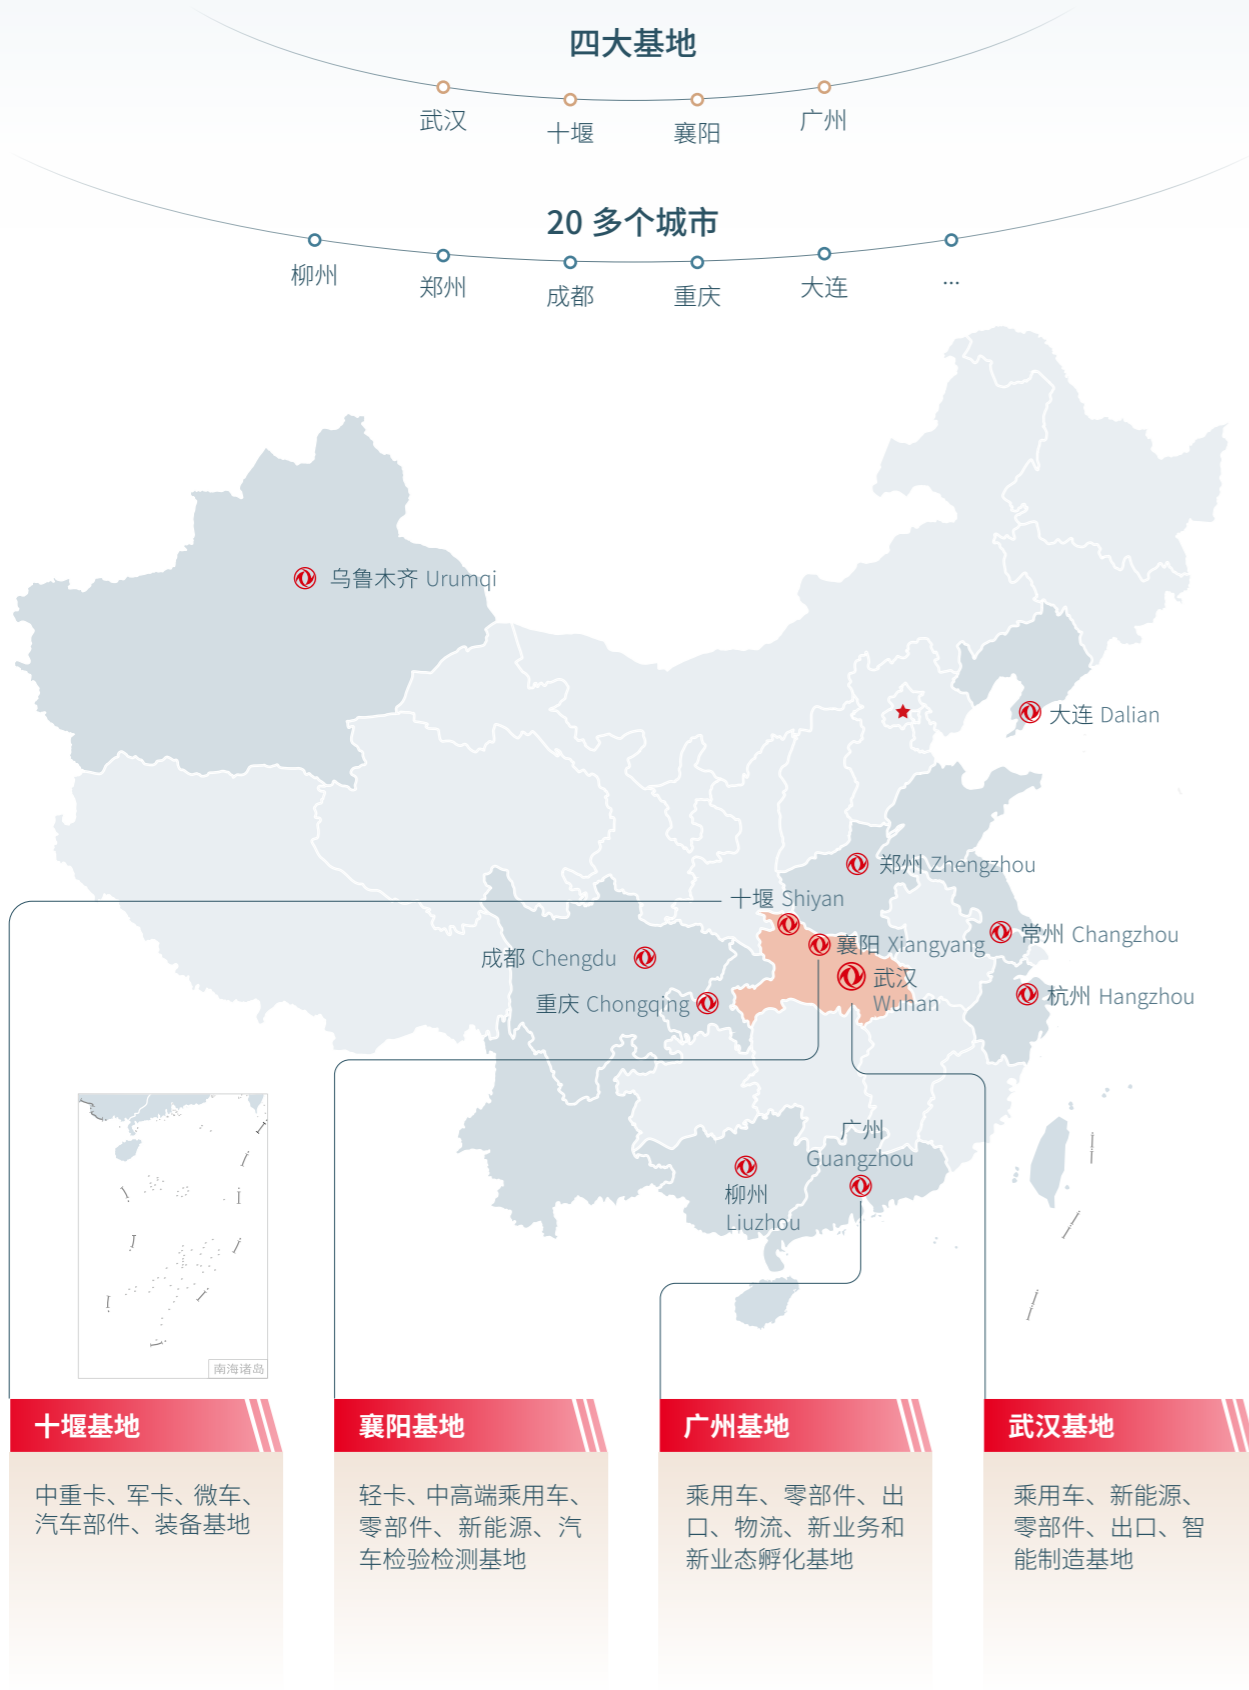 四大基地
武汉
十堰
襄阳
广州
20 多个城市
柳州
郑州
成都
重庆
大连
...
乌鲁木齐 Urumqi
大连 Dalian
郑州 Zhengzhou
十堰 Shiyan
常州 Changzhou
襄阳 Xiangyang
成都 Chengdu
武汉
Wuhan
杭州 Hangzhou
重庆 Chongqing
广州
Guangzhou
柳州
Liuzhou
南海诸岛
十堰基地
中重卡、军卡、微车、
汽车部件、装备基地
襄阳基地
轻卡、中高端乘用车、
零部件、新能源、汽
车检验检测基地
广州基地
乘用车、零部件、出
口、物流、新业务和
新业态孵化基地
武汉基地
乘用车、新能源、
零部件、出口、智
能制造基地